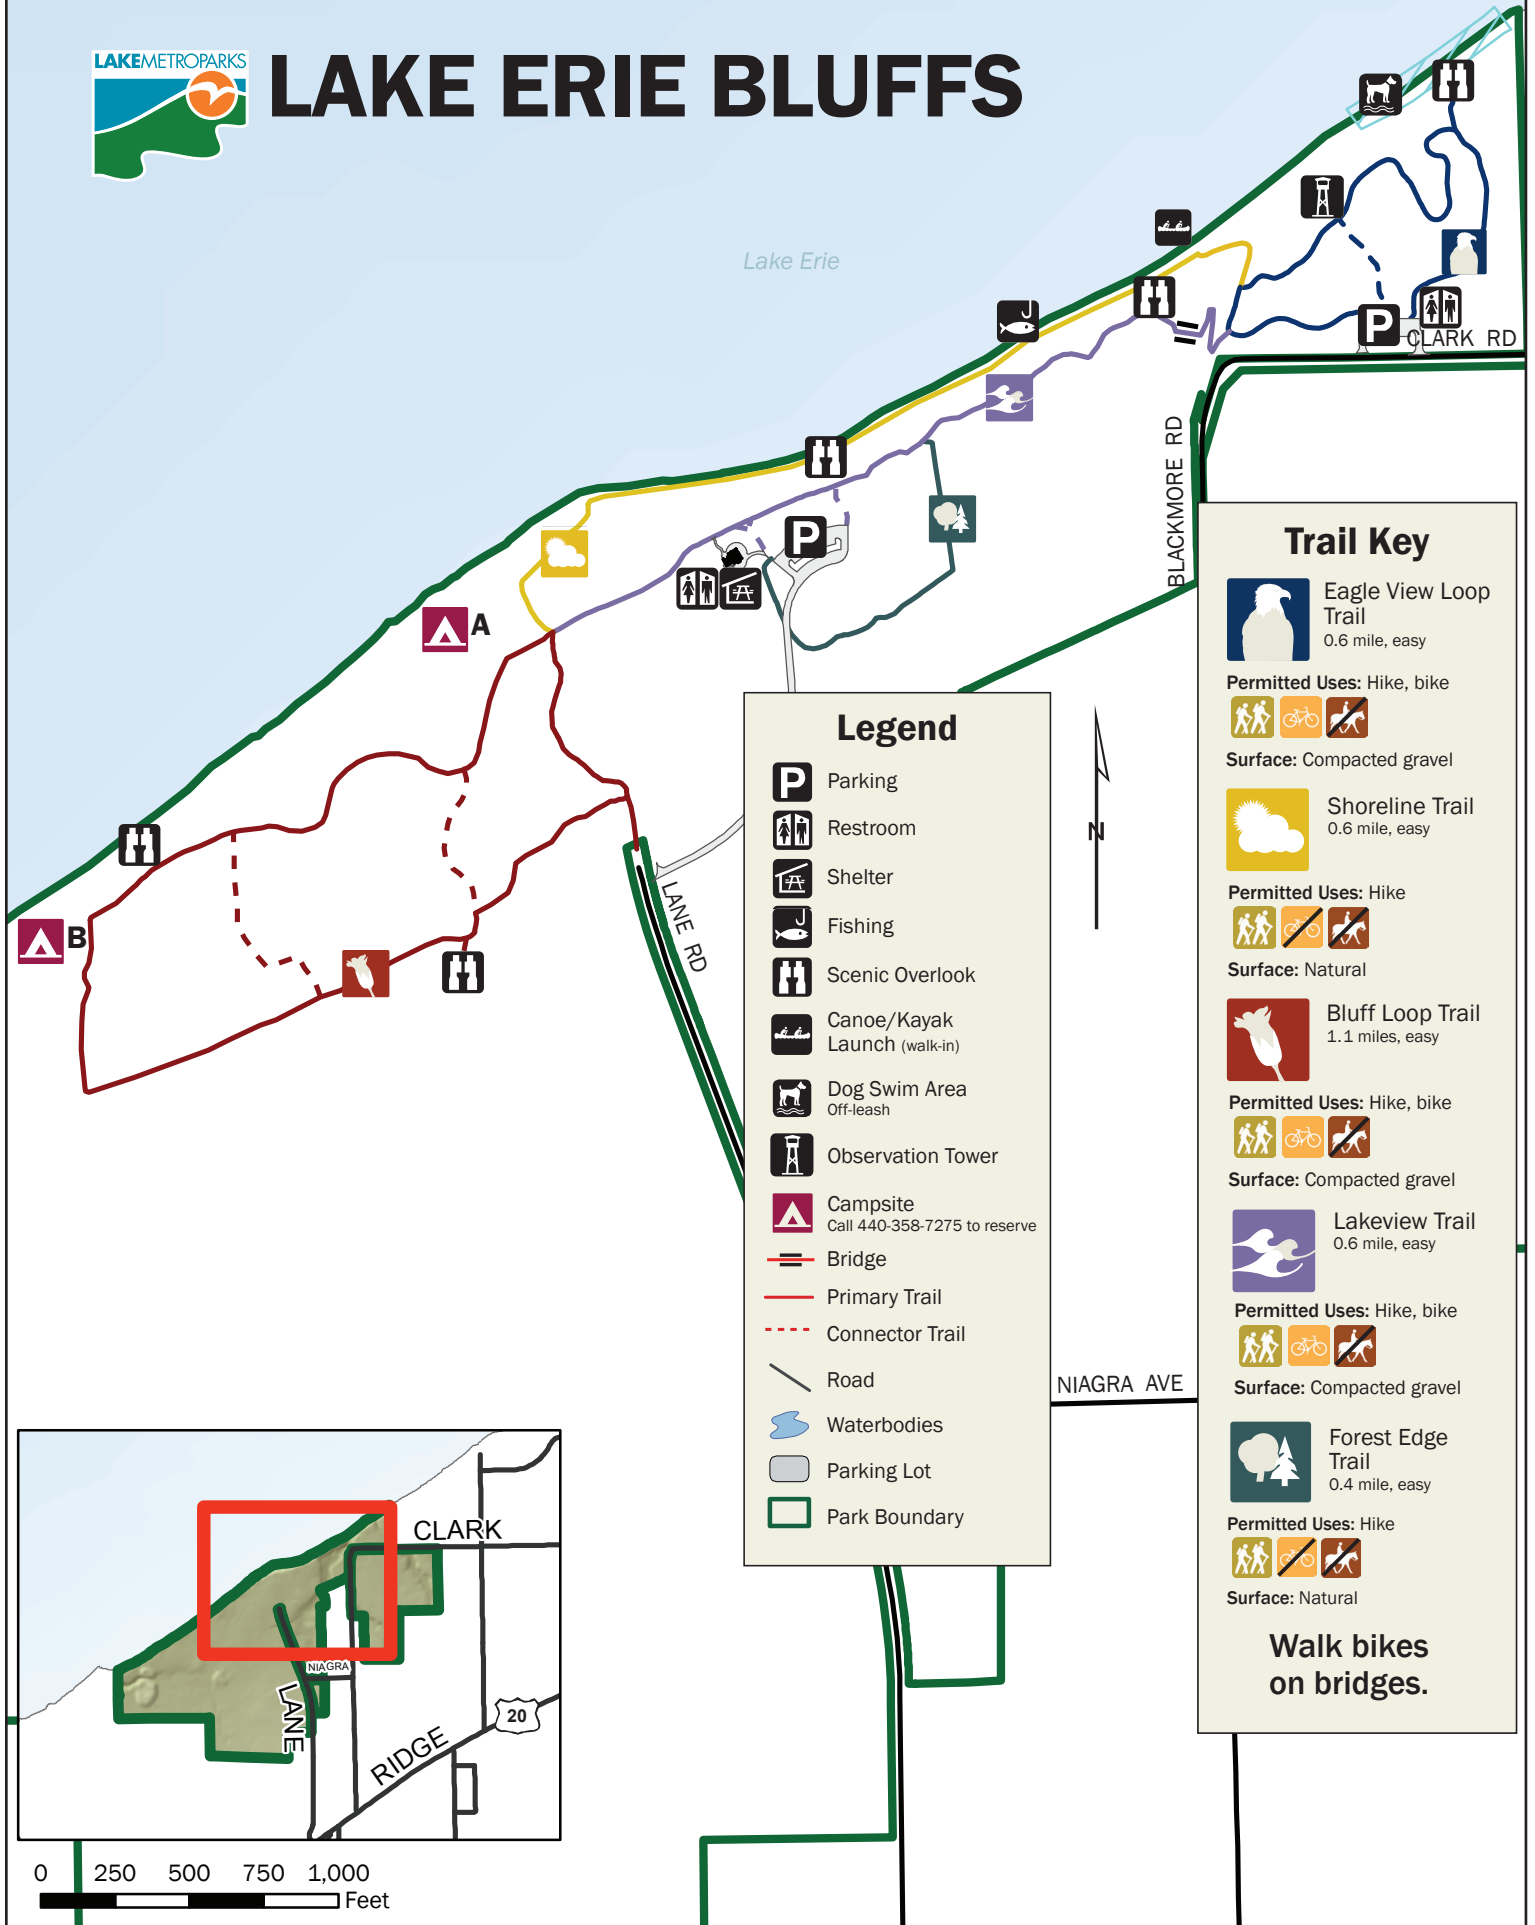 LAKEMETROPARKS
LAKE ERIE BLUFFS
Lake Erie
P
CLARK RD
BLACKMORE RD
P
A
B
LANE RD
N
NIAGRA AVE
Legend
P
Parking
Restroom
Shelter
Fishing
Scenic Overlook
Canoe/Kayak
Launch (walk-in)
Dog Swim Area
Off-leash
Observation Tower
Campsite
Call 440-358-7275 to reserve
Bridge
Primary Trail
Connector Trail
Road
Waterbodies
Parking Lot
Park Boundary
Trail Key
Eagle View Loop
Trail
0.6 mile, easy
Permitted Uses: Hike, bike
Surface: Compacted gravel
Shoreline Trail
0.6 mile, easy
Permitted Uses: Hike
Surface: Natural
Bluff Loop Trail
1.1 miles, easy
Permitted Uses: Hike, bike
Surface: Compacted gravel
Lakeview Trail
0.6 mile, easy
Permitted Uses: Hike, bike
Surface: Compacted gravel
Forest Edge
Trail
0.4 mile, easy
Permitted Uses: Hike
Surface: Natural
Walk bikes
on bridges.
CLARK
NIAGRA
LANE
RIDGE
20
0 250 500 750 1,000
Feet